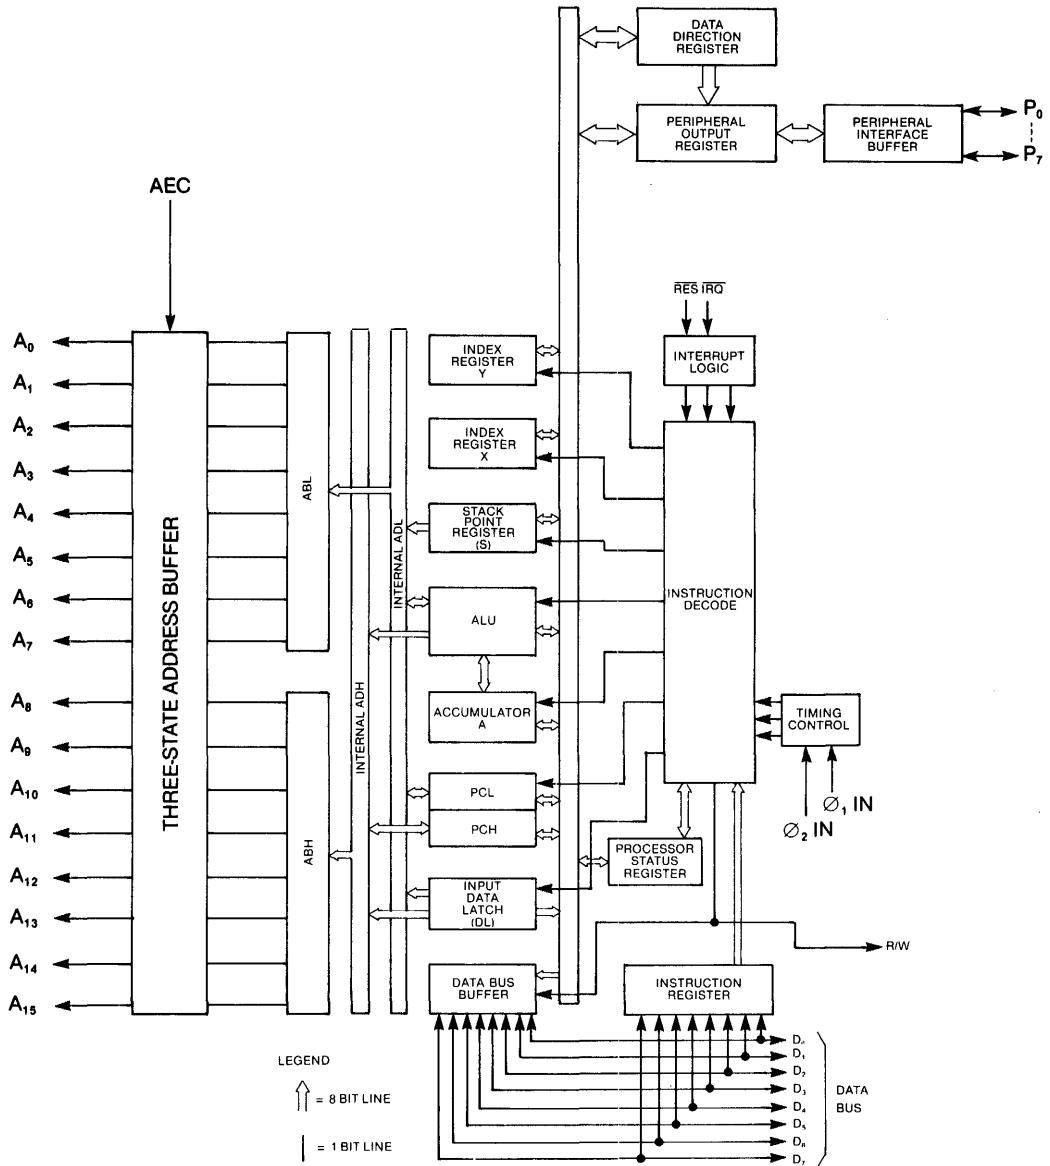 DATA
DIRECTION
REGISTER
PERIPHERAL
OUTPUT
REGISTER
PERIPHERAL
INTERFACE
BUFFER
P0
P7
AEC
RES IRQ
INTERRUPT
LOGIC
A0
A1
A2
A3
A4
A5
A6
A7
A8
A9
A10
A11
A12
A13
A14
A15
THREE-STATE ADDRESS BUFFER
ABL
ABH
INTERNAL ADH
INTERNAL ADL
INDEX
REGISTER
Y
INDEX
REGISTER
X
STACK
POINT
REGISTER
(S)
ALU
ACCUMULATOR
A
PCL
PCH
INPUT
DATA
LATCH
(DL)
DATA BUS
BUFFER
INSTRUCTION
DECODE
TIMING
CONTROL
∅1 IN
∅2 IN
PROCESSOR
STATUS
REGISTER
R/W
INSTRUCTION
REGISTER
D0
D1
D2
D3
D4
D5
D6
D7
DATA
BUS
LEGEND
= 8 BIT LINE
= 1 BIT LINE